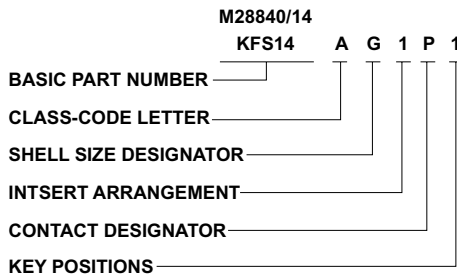 M28840/14
KFS14 A G 1 P 1
BASIC PART NUMBER
CLASS-CODE LETTER
SHELL SIZE DESIGNATOR
INTSERT ARRANGEMENT
CONTACT DESIGNATOR
KEY POSITIONS